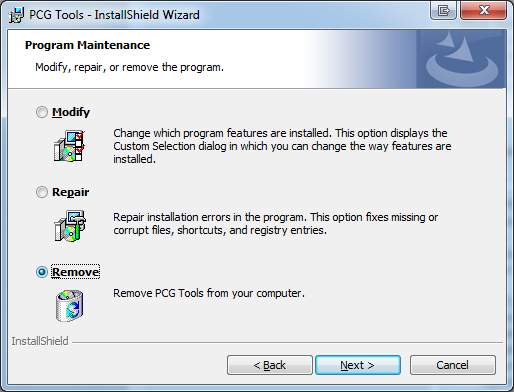 PCG Tools - InstallShield Wizard
Program Maintenance
Modify, repair, or remove the program.
Modify
Change which program features are installed. This option displays the
Custom Selection dialog in which you can change the way features are
installed.
Repair
Repair installation errors in the program. This option fixes missing or
corrupt files, shortcuts, and registry entries.
Remove
Remove PCG Tools from your computer.
InstallShield
< Back
Next >
Cancel